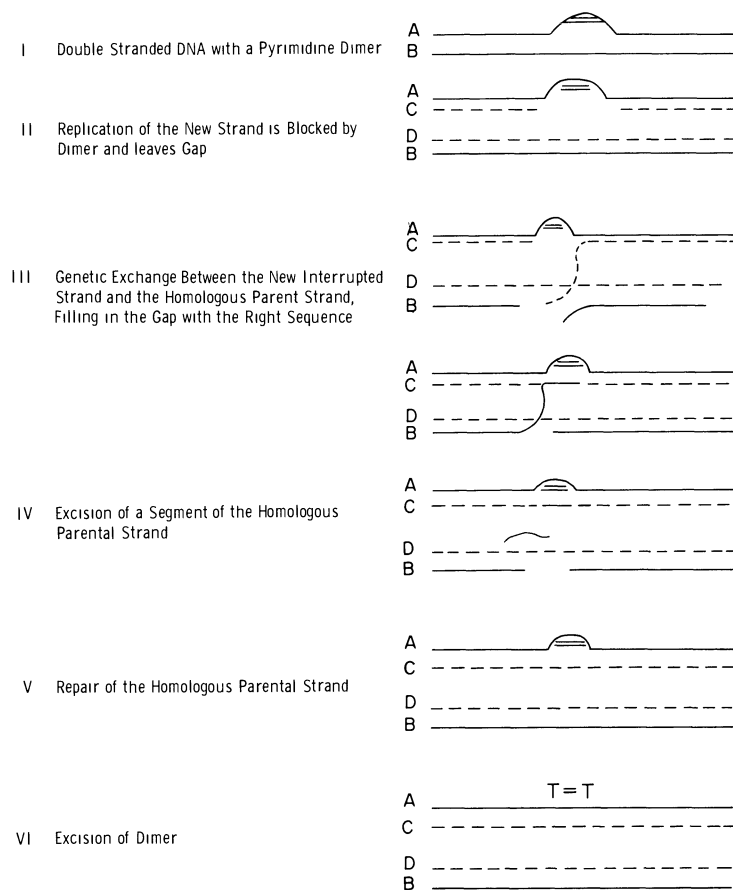 I Double Stranded DNA with a Pyrimidine Dimer
A
B
II Replication of the New Strand is Blocked by
Dimer and leaves Gap
A
C
D
B
III Genetic Exchange Between the New Interrupted
Strand and the Homologous Parent Strand,
Filling in the Gap with the Right Sequence
A
C
D
B
A
C
D
B
IV Excision of a Segment of the Homologous
Parental Strand
A
C
D
B
V Repair of the Homologous Parental Strand
A
C
D
B
VI Excision of Dimer
T=T
A
C
D
B